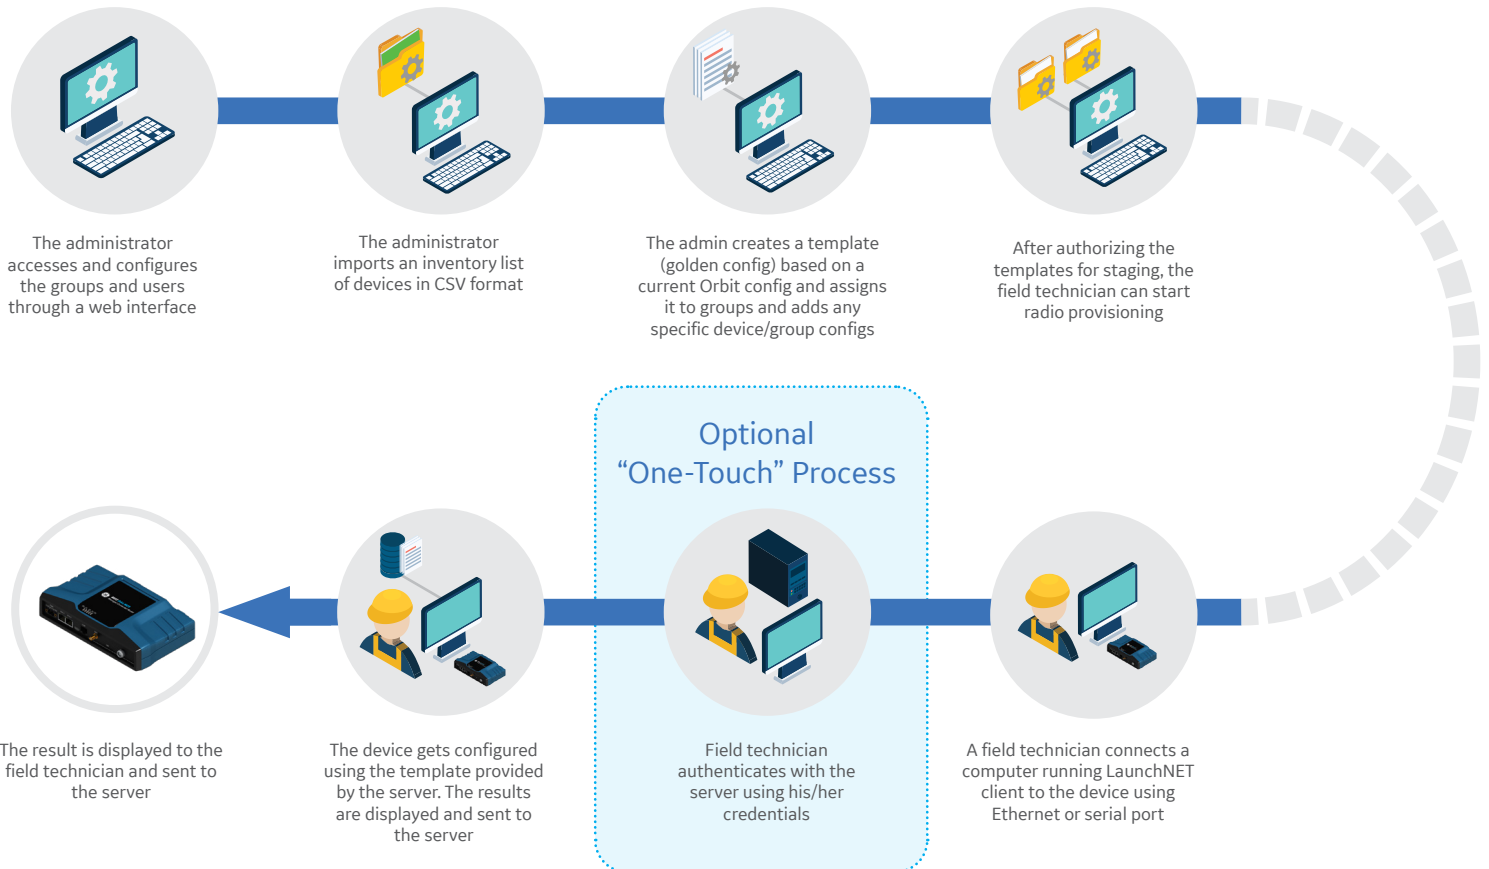 The administrator
accesses and configures
the groups and users
through a web interface
The administrator
imports an inventory list
of devices in CSV format
The admin creates a template
(golden config) based on a
current Orbit config and assigns
it to groups and adds any
specific device/group configs
After authorizing the
templates for staging, the
field technician can start
radio provisioning
Optional
“One-Touch” Process
The result is displayed to the
field technician and sent to
the server
The device gets configured
using the template provided
by the server. The results
are displayed and sent to
the server
Field technician
authenticates with the
server using his/her
credentials
A field technician connects a
computer running LaunchNET
client to the device using
Ethernet or serial port